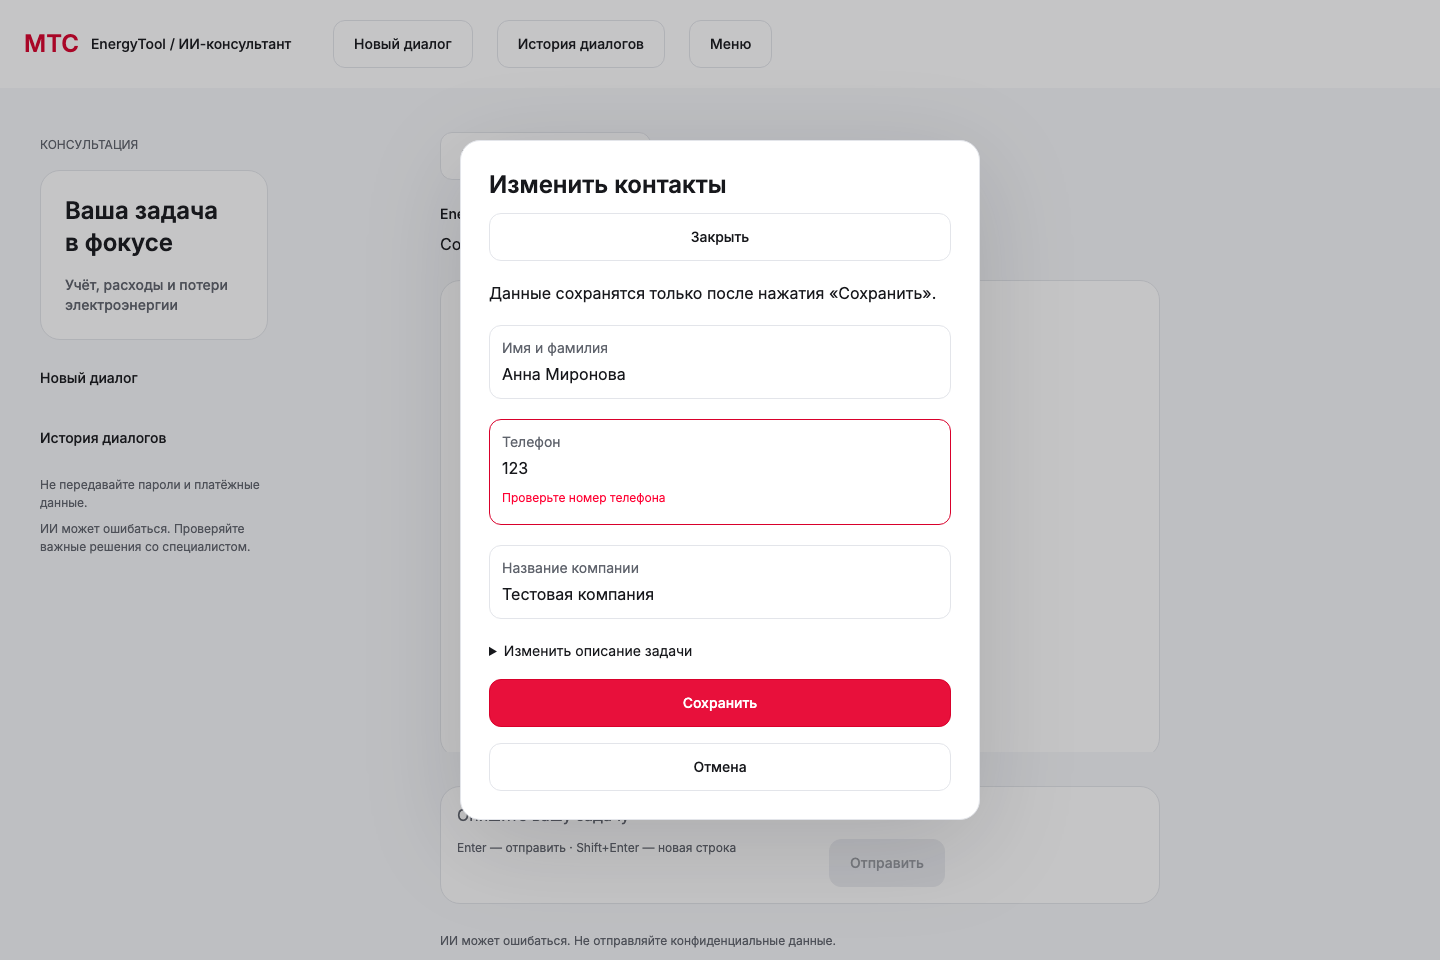 МТС
EnergyTool / ИИ-консультант
Новый диалог
История диалогов
Меню
КОНСУЛЬТАЦИЯ
Ваша задача
в фокусе
Учёт, расходы и потери
электроэнергии
Новый диалог
История диалогов
Не передавайте пароли и платёжные
данные.
ИИ может ошибаться. Проверяйте
важные решения со специалистом.
Изменить контакты
Закрыть
Данные сохранятся только после нажатия «Сохранить».
Имя и фамилия
Анна Миронова
Телефон
123
Проверьте номер телефона
Название компании
Тестовая компания
Изменить описание задачи
Сохранить
Отмена
Enter — отправить · Shift+Enter — новая строка
Отправить
ИИ может ошибаться. Не отправляйте конфиденциальные данные.